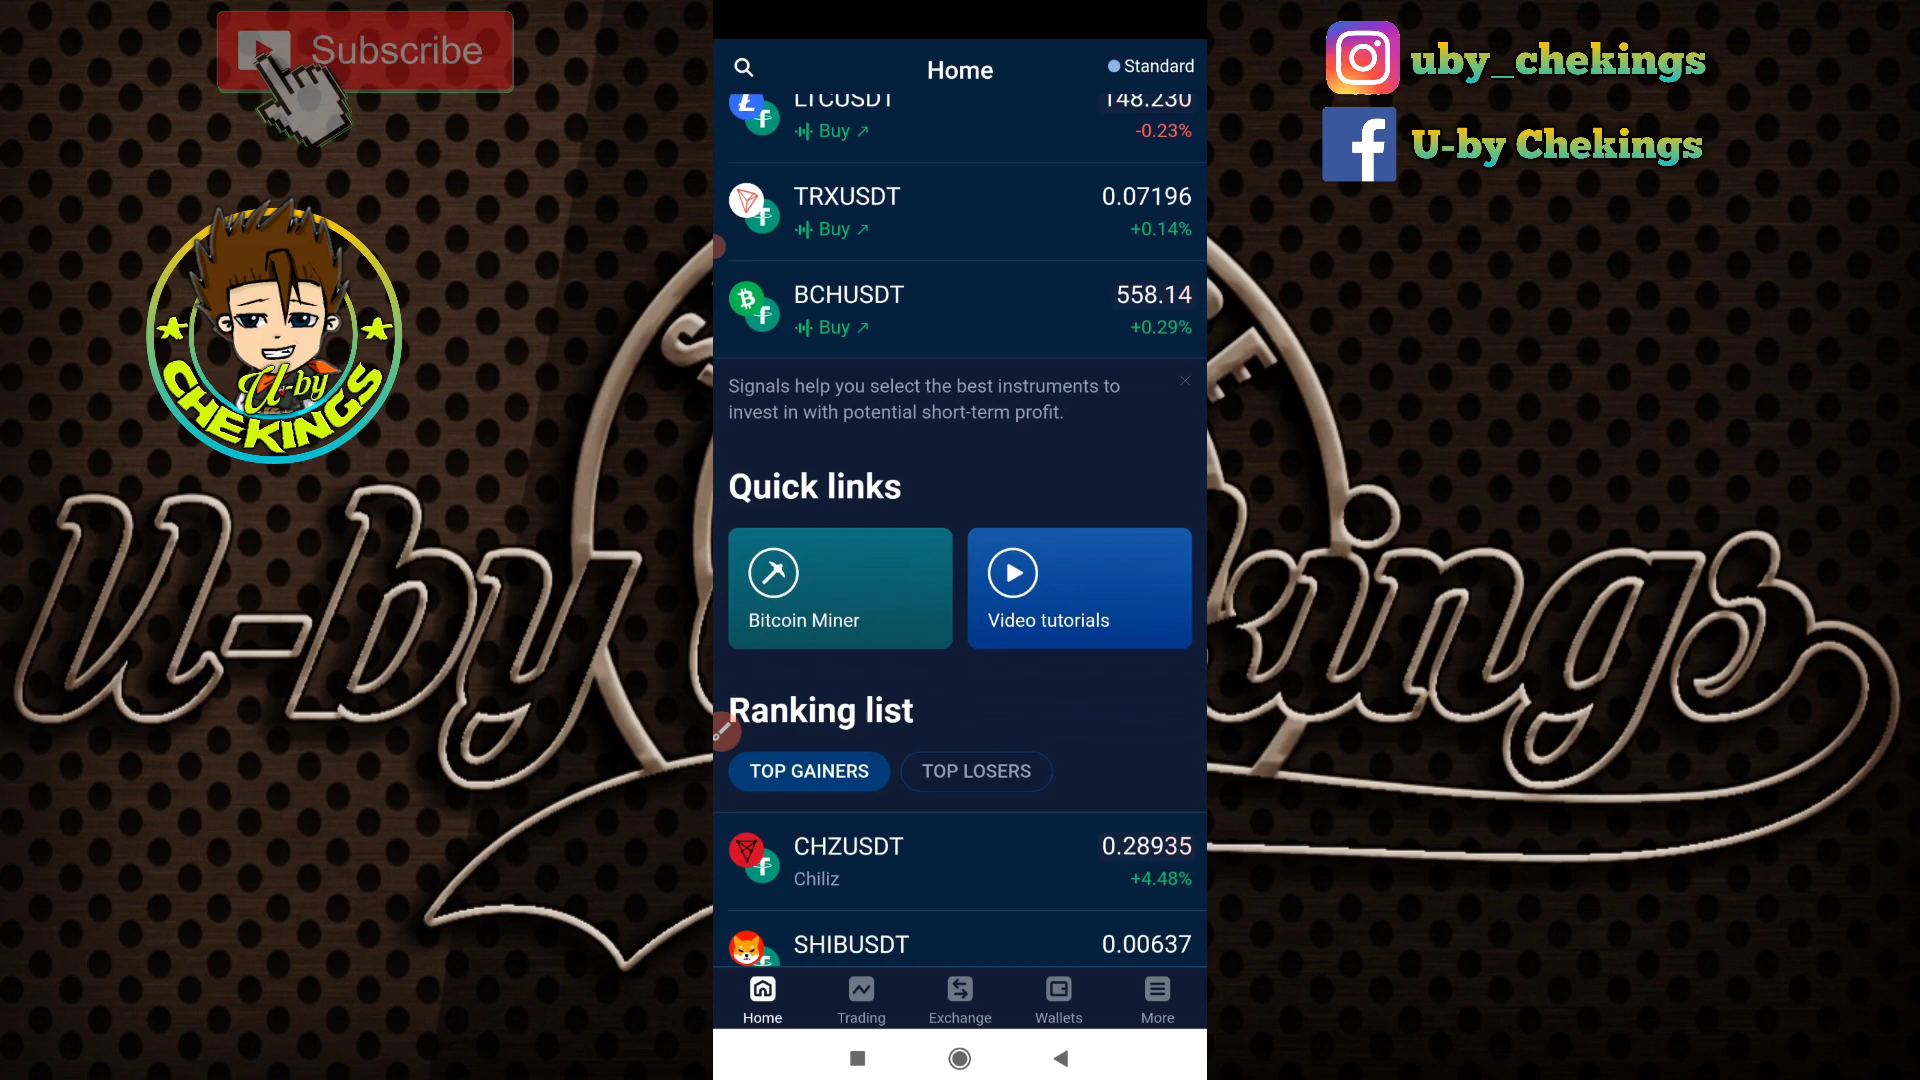 Subscribe
uby_chekings
U-by Chekings
U-by
CHEKINGS
Home
Standard
LTCUSDT
148.230
Buy
-0.23%
TRXUSDT
0.07196
Buy
+0.14%
BCHUSDT
558.14
Buy
+0.29%
Signals help you select the best instruments to
invest in with potential short-term profit.
Quick links
Bitcoin Miner
Video tutorials
Ranking list
TOP GAINERS
TOP LOSERS
CHZUSDT
0.28935
Chiliz
+4.48%
SHIBUSDT
0.00637
Home
Trading
Exchange
Wallets
More